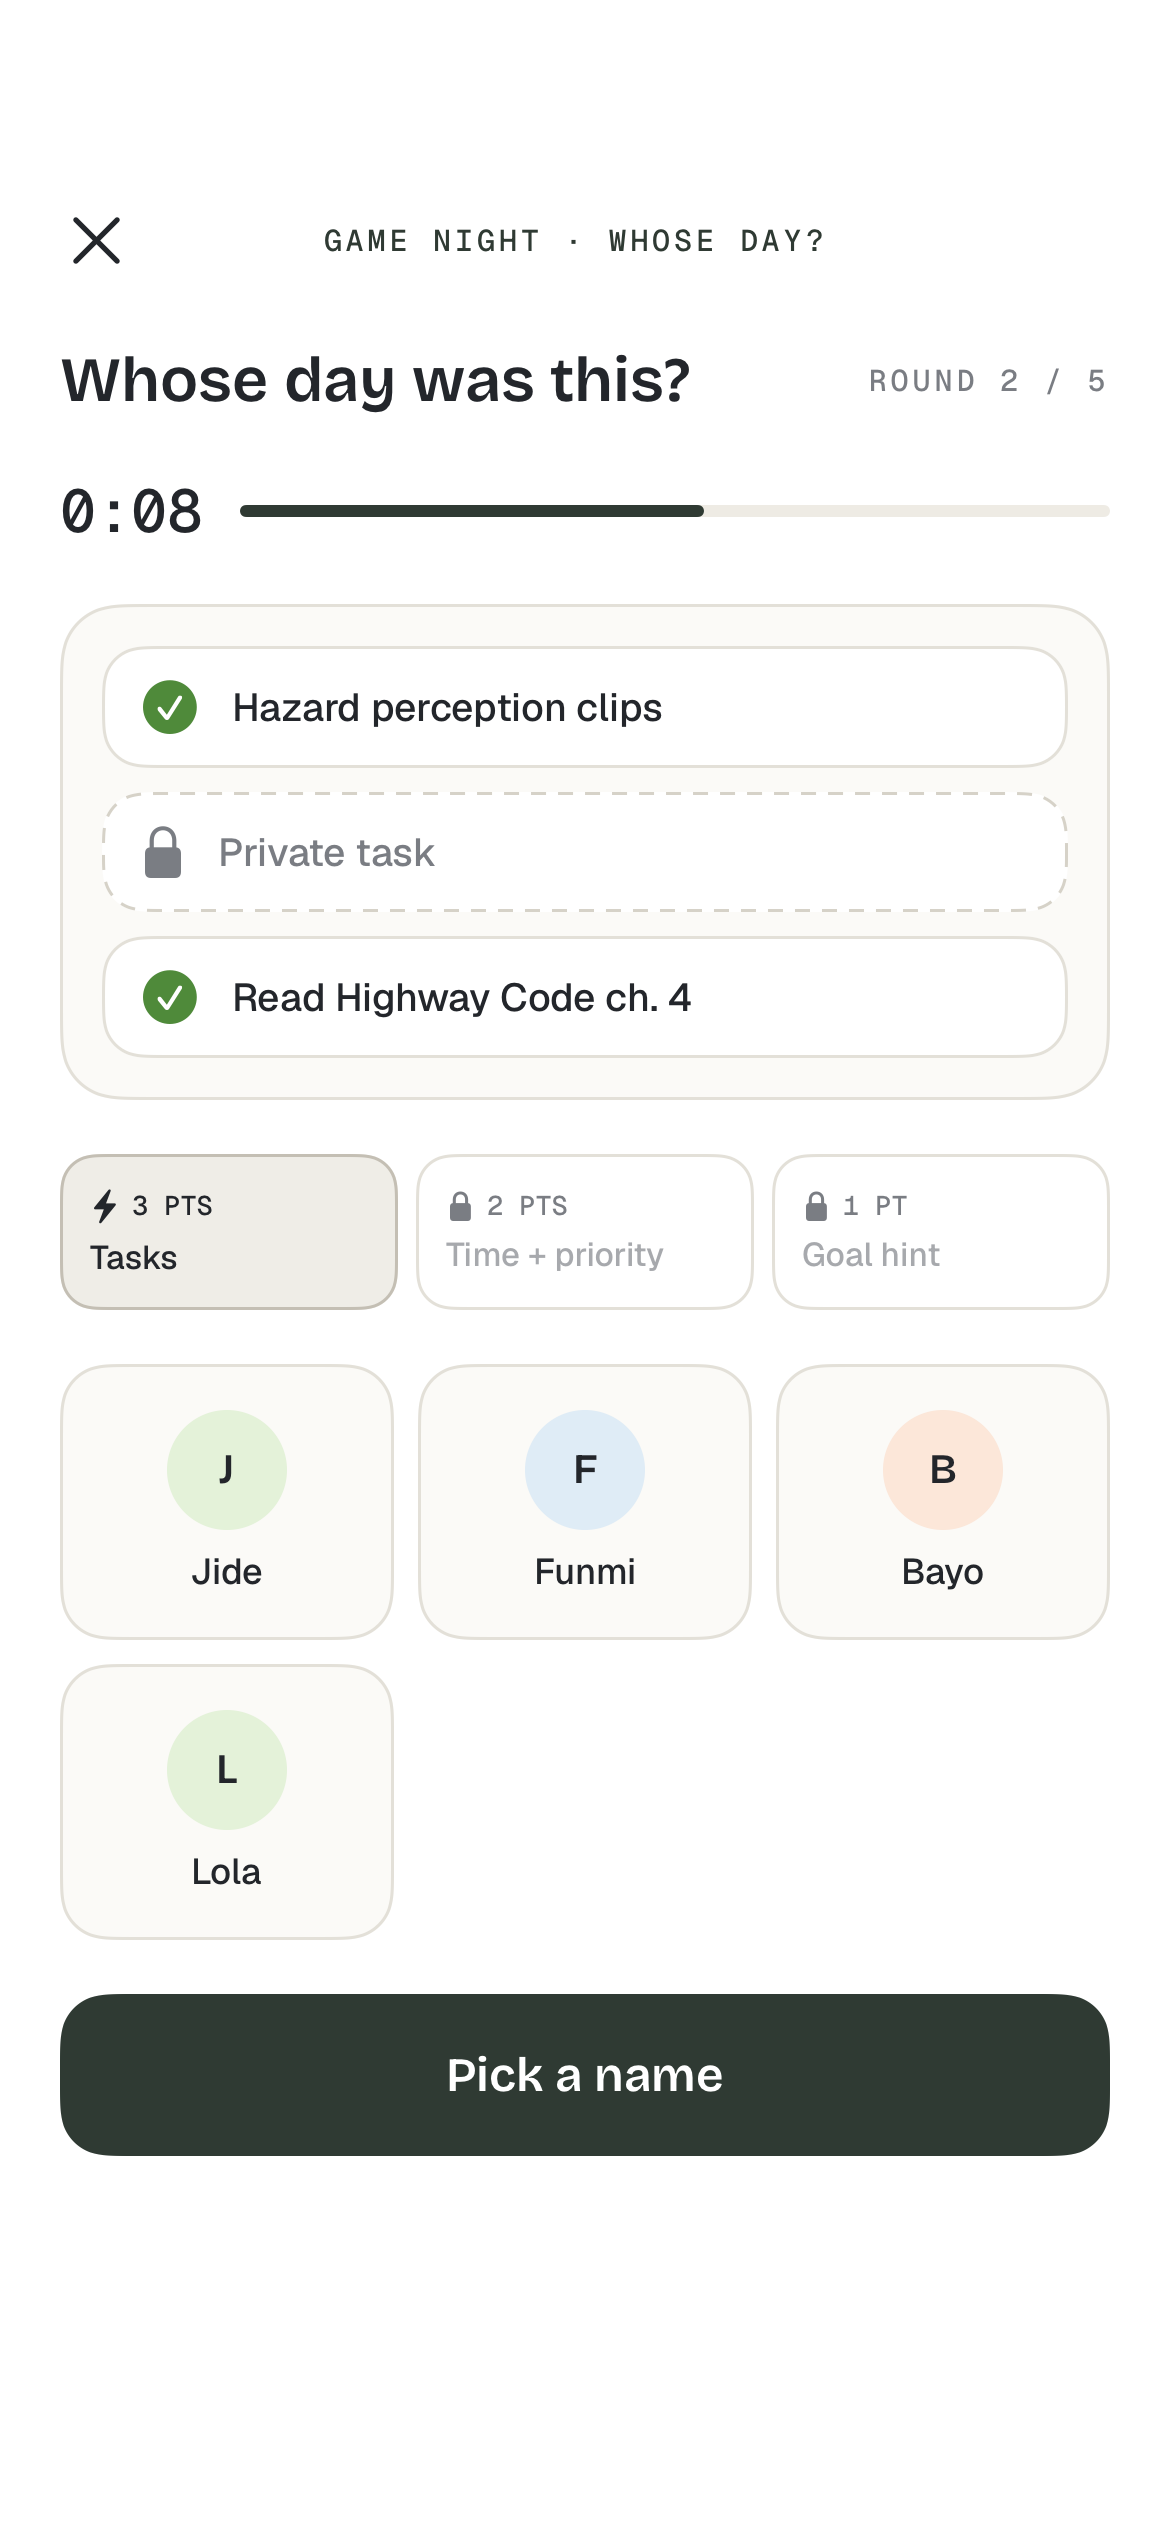 GAME NIGHT · WHOSE DAY?
Whose day was this?
ROUND 2 / 5
0:08
Hazard perception clips
Private task
Read Highway Code ch. 4
3 PTS
Tasks
2 PTS
Time + priority
1 PT
Goal hint
J
Jide
F
Funmi
B
Bayo
L
Lola
Pick a name